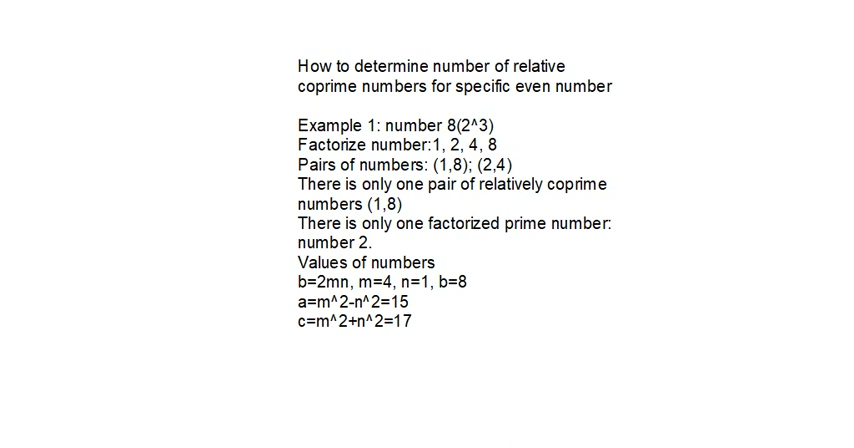 How to determine number of relative
coprime numbers for specific even number
Example 1: number 8(2^3)
Factorize number:1, 2, 4, 8
Pairs of numbers: (1,8); (2,4)
There is only one pair of relatively coprime
numbers (1,8)
There is only one factorized prime number:
number 2.
Values of numbers
b=2mn, m=4, n=1, b=8
a=m^2-n^2=15
c=m^2+n^2=17